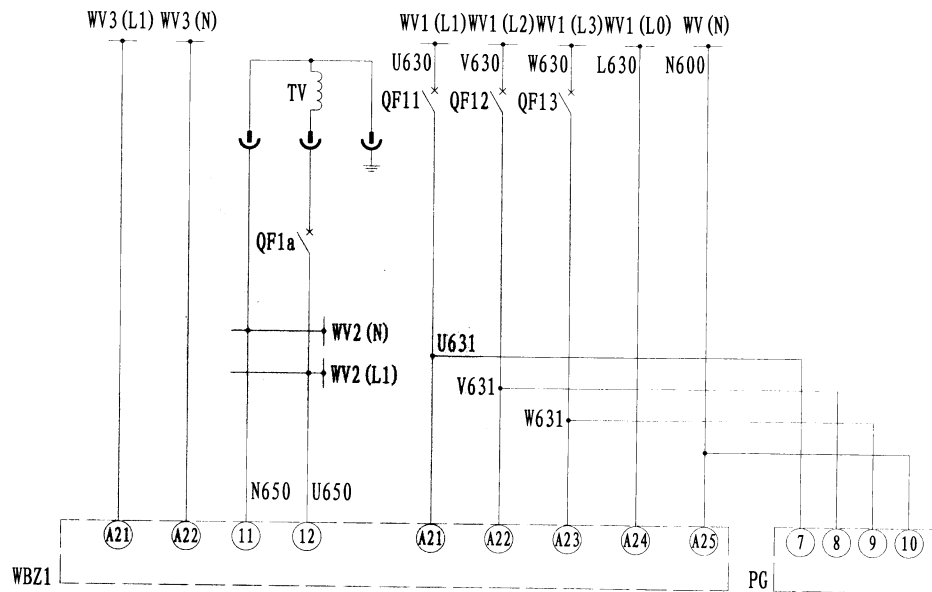 WV3(L1) WV3(N) WV1(L1) WV1(L2) WV1(L3) WV1(L0) WV(N)
U630 V630 W630 L630 N600
TV
QF11 QF12 QF13
QF1a
WV2(N)
U631
WV2(L1)
V631
W631
N650 U650
A21 A22 11 12 A21 A22 A23 A24 A25 7 8 9 10
WBZ1 PG